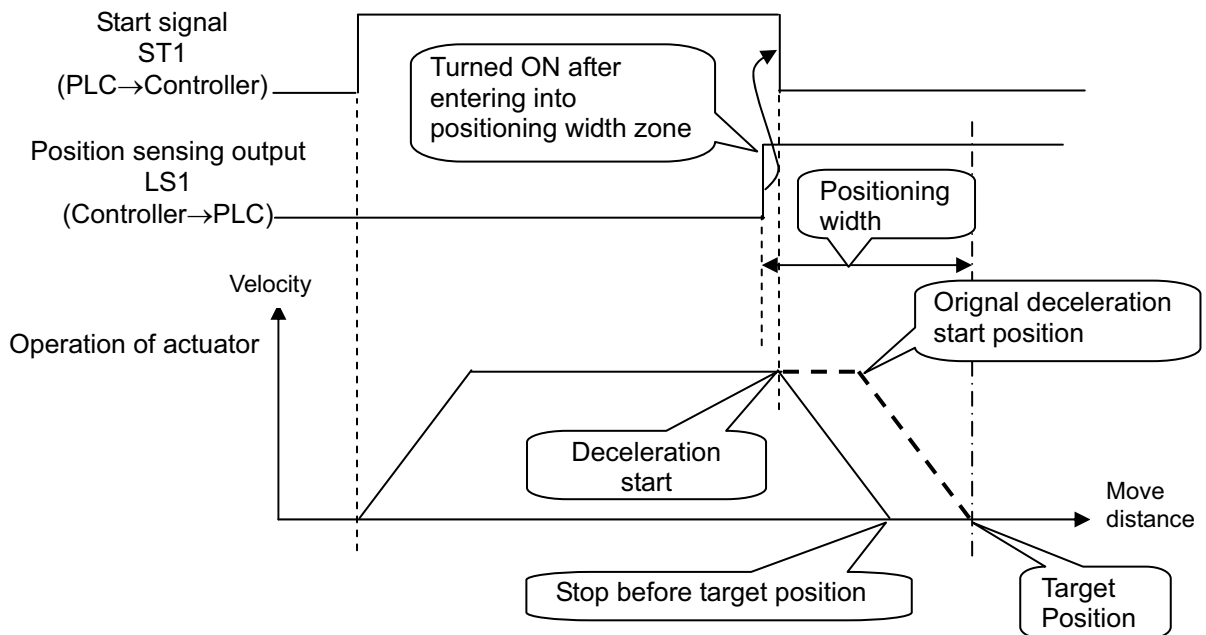 Start signal
ST1
(PLC→Controller)
Turned ON after
entering into
positioning width zone
Position sensing output
LS1
(Controller→PLC)
Positioning
width
Velocity
Orignal deceleration
start position
Operation of actuator
Deceleration
start
Move
distance
Stop before target position
Target
Position